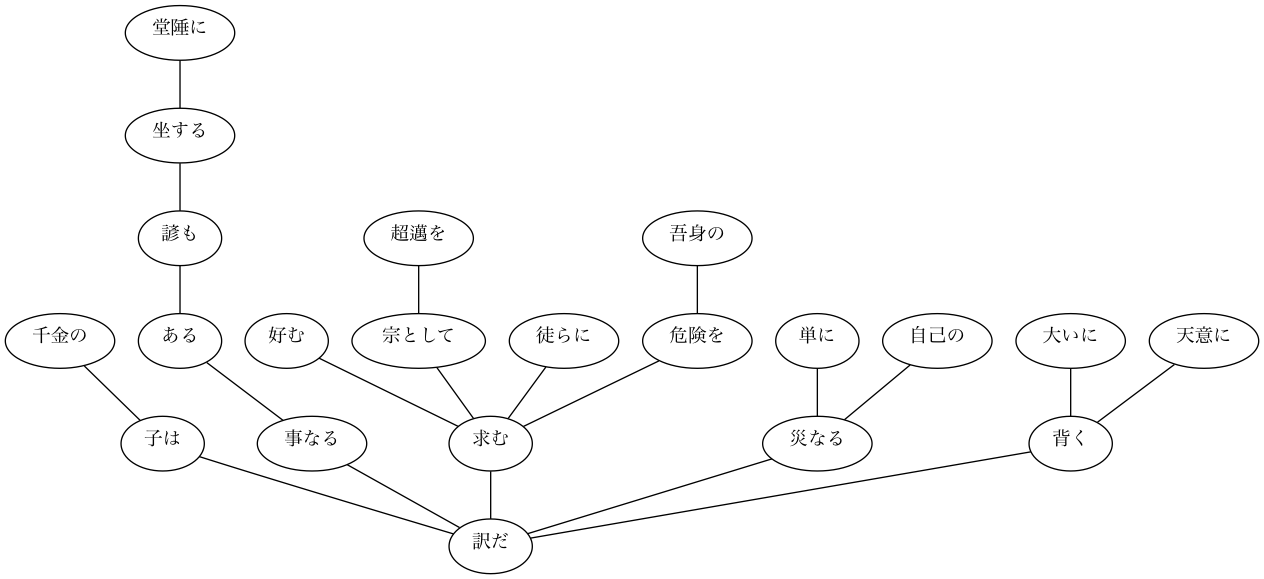 堂陲に
坐する
諺も
超邁を
吾身の
千金の
ある
好む
宗として
徒らに
危険を
単に
自己の
大いに
天意に
子は
事なる
求む
災なる
背く
訳だ